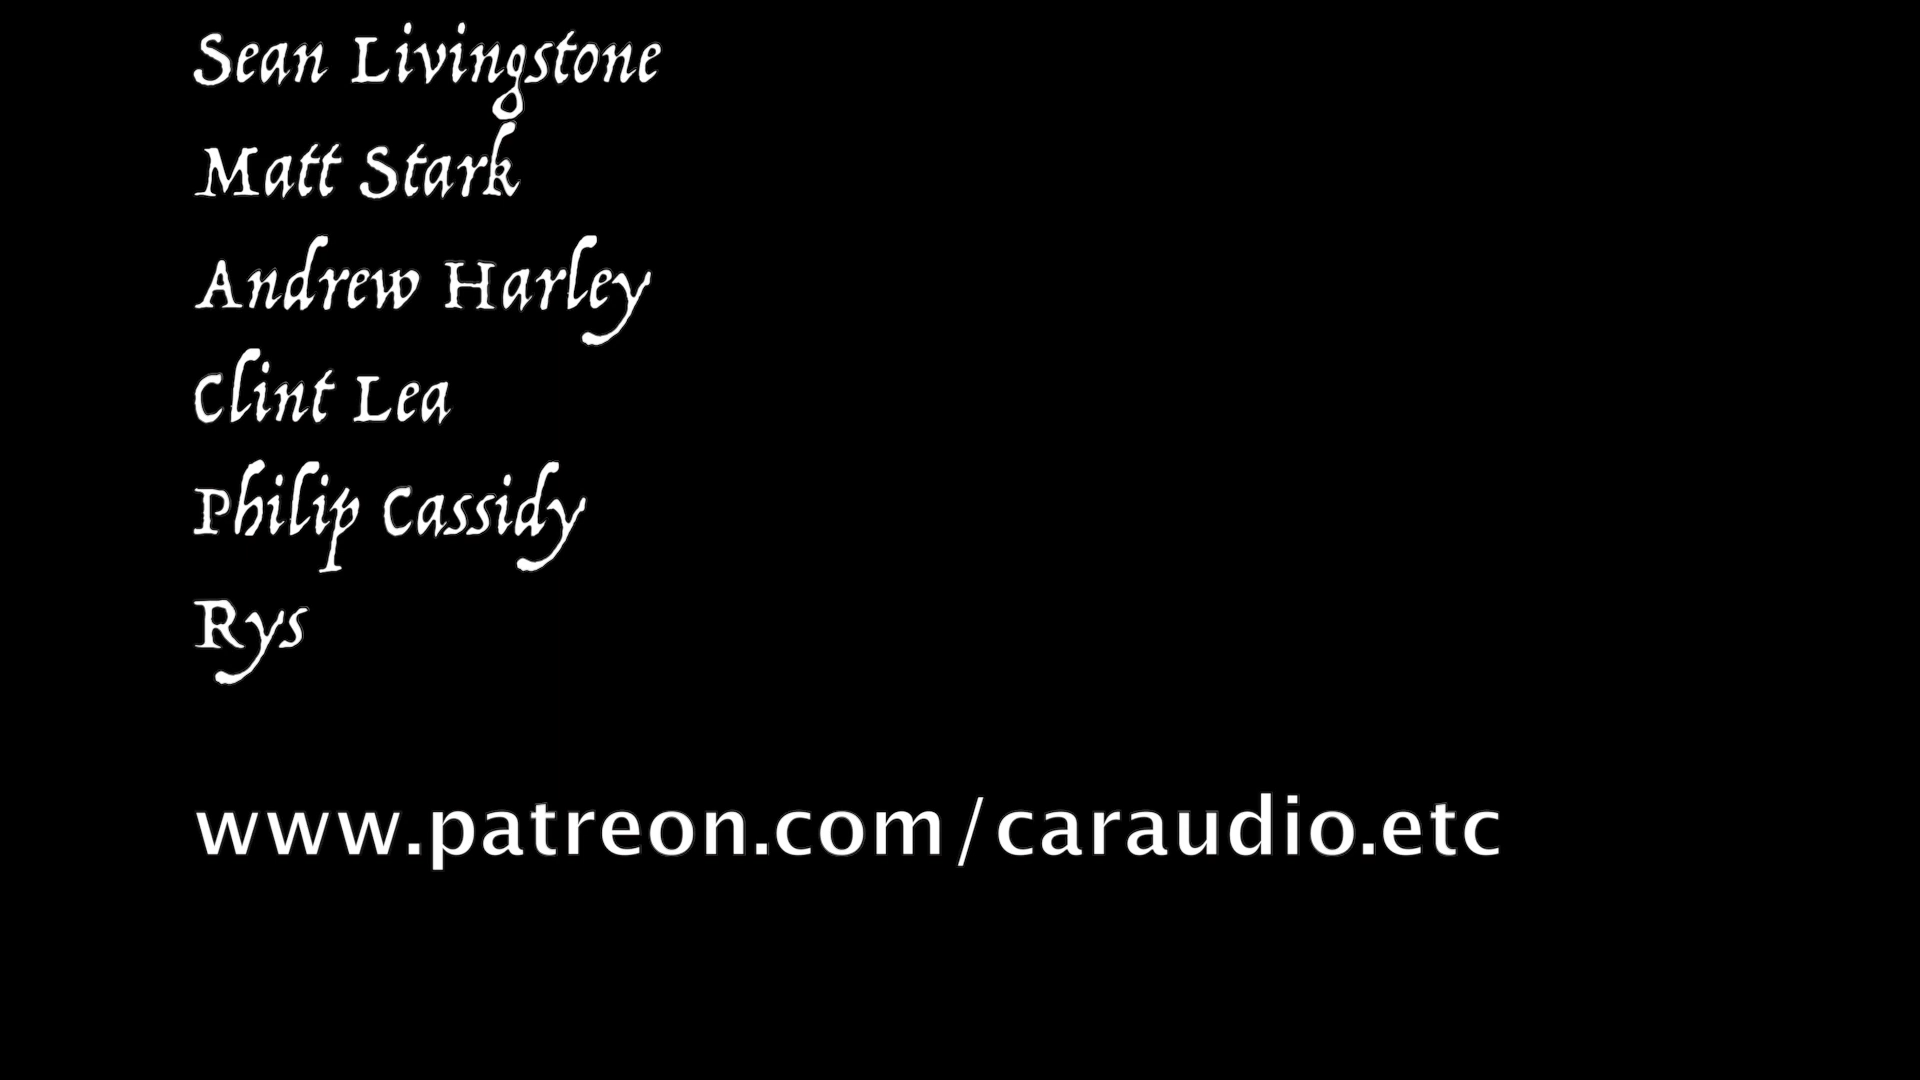 Sean Livingstone
Matt Stark
Andrew Harley
Clint Lea
Philip Cassidy
Rys
www.patreon.com/caraudio.etc